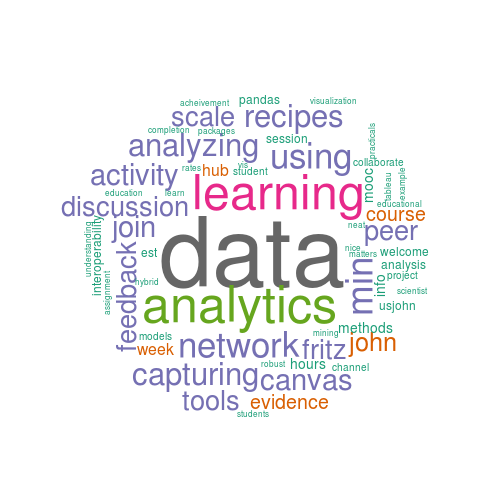 acheivement
pandas
visualization
scale recipes
completion
packages
session
analyzing
using
practicals
collaborate
activity
rates
hub
vis
student
mooc
tableau
example
education
learn
learning
educational
discussion
course
interoperability
understanding
join
data
neat
peer
nice
est
matters
welcome
feedback
min
analysis
assignment
hybrid
info
project
scientist
analytics
usjohn
models
network
mining
methods
week
fritz
john
capturing
robust
hours
channel
canvas
tools
evidence
students